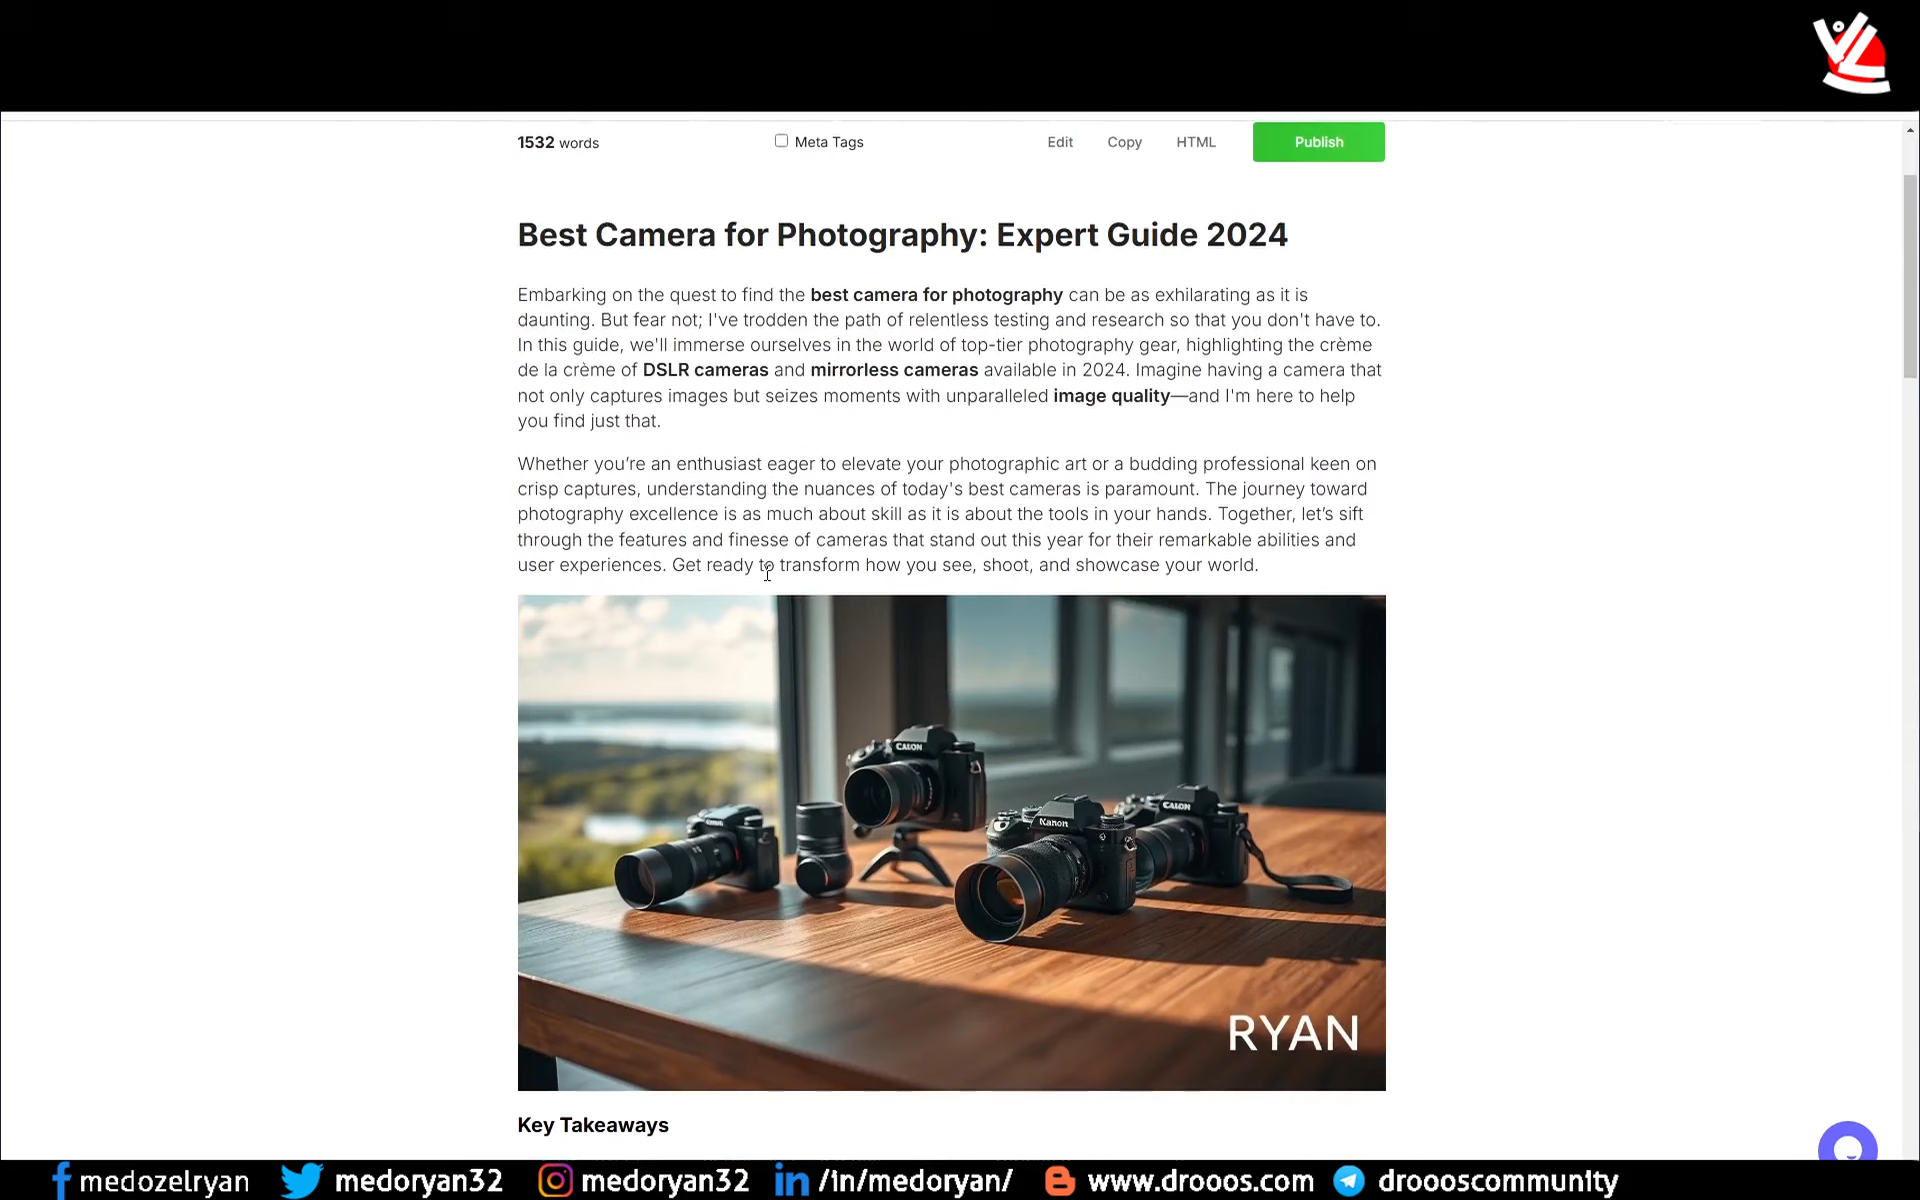 1532 words
Meta Tags
Edit
Copy
HTML
Publish
Best Camera for Photography: Expert Guide 2024
Embarking on the quest to find the best camera for photography can be as exhilarating as it is
daunting. But fear not; I've trodden the path of relentless testing and research so that you don't have to.
In this guide, we'll immerse ourselves in the world of top-tier photography gear, highlighting the crème
de la crème of DSLR cameras and mirrorless cameras available in 2024. Imagine having a camera that
not only captures images but seizes moments with unparalleled image quality—and I'm here to help
you find just that.
Whether you’re an enthusiast eager to elevate your photographic art or a budding professional keen on
crisp captures, understanding the nuances of today's best cameras is paramount. The journey toward
photography excellence is as much about skill as it is about the tools in your hands. Together, let’s sift
through the features and finesse of cameras that stand out this year for their remarkable abilities and
user experiences. Get ready to transform how you see, shoot, and showcase your world.
CALON
Kanon
CALON
RYAN
Key Takeaways
medozelryan
medoryan32
medoryan32
/in/medoryan/
www.drooos.com
droooscommunity